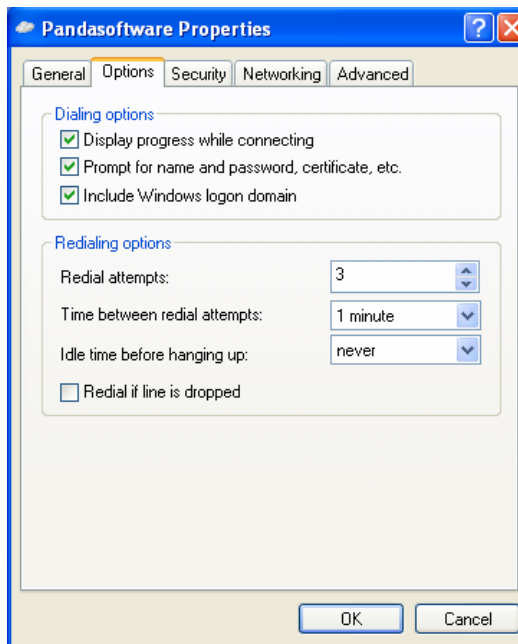 Pandasoftware Properties
General Options Security Networking Advanced
Dialing options
Display progress while connecting
Prompt for name and password, certificate, etc.
Include Windows logon domain
Redialing options
Redial attempts: 3
Time between redial attempts: 1 minute
Idle time before hanging up: never
Redial if line is dropped
OK Cancel